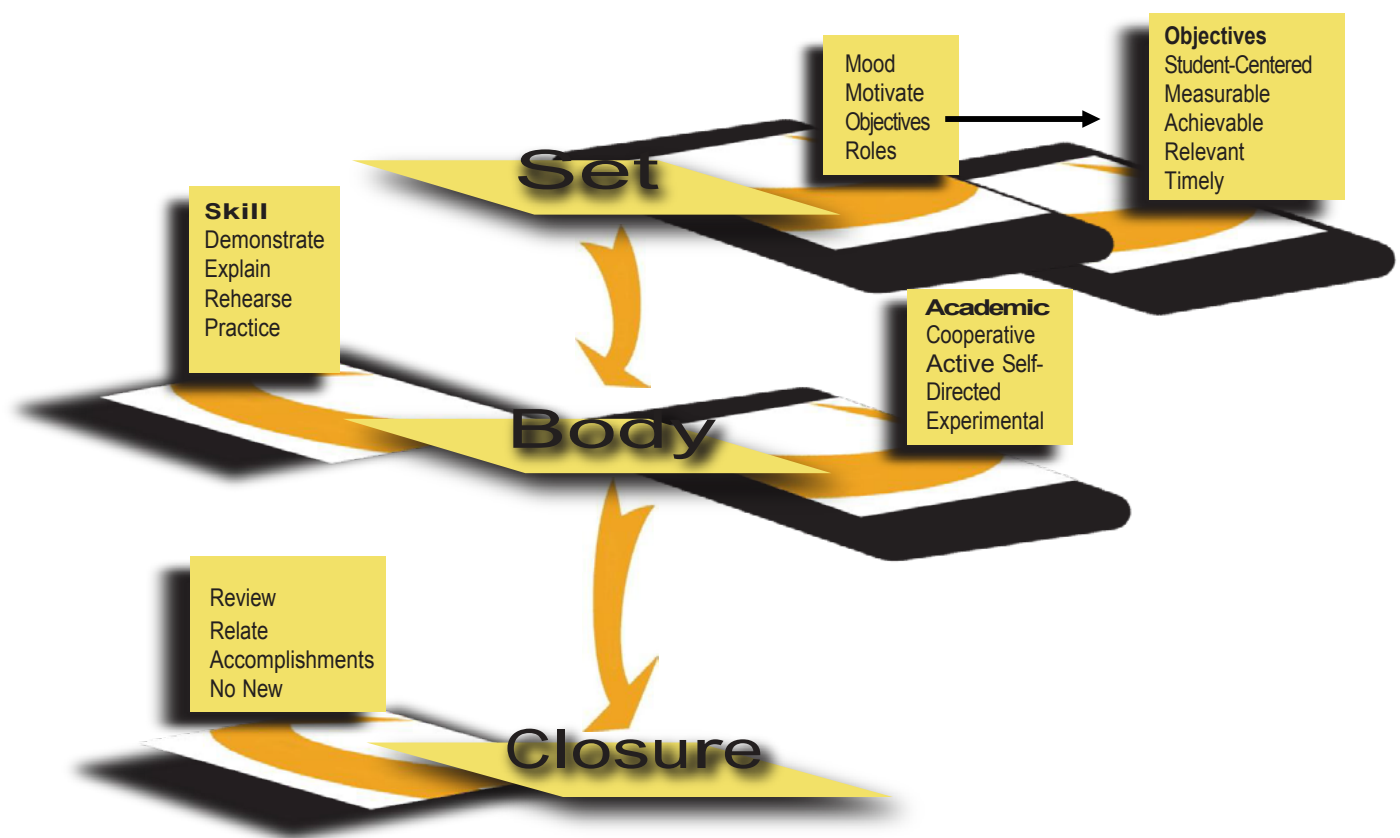 Mood
Motivate
Objectives
Roles
Objectives
Student-Centered
Measurable
Achievable
Relevant
Timely
Set
Skill
Demonstrate
Explain
Rehearse
Practice
Academic
Cooperative
Active Self-
Directed
Experimental
Body
Review
Relate
Accomplishments
No New
Closure